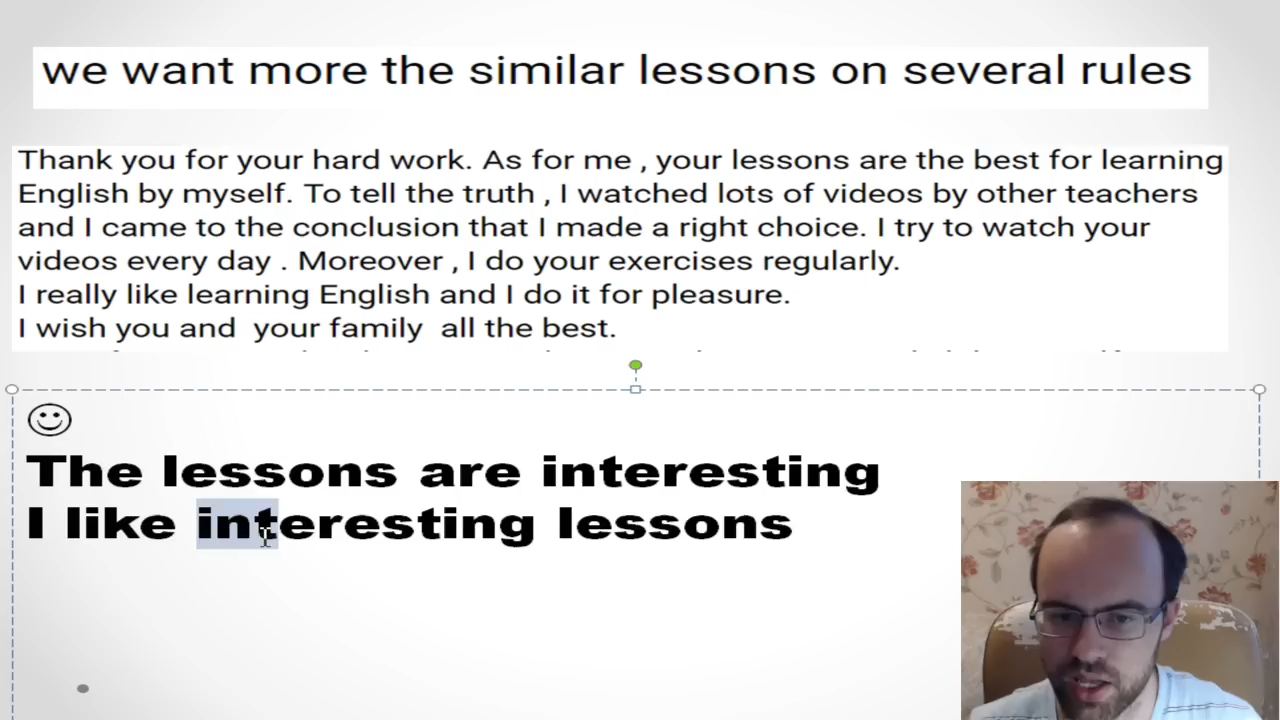 we want more the similar lessons on several rules
Thank you for your hard work. As for me , your lessons are the best for learning
English by myself. To tell the truth , I watched lots of videos by other teachers
and I came to the conclusion that I made a right choice. I try to watch your
videos every day . Moreover , I do your exercises regularly.
I really like learning English and I do it for pleasure.
I wish you and  your family  all the best.
The lessons are interesting
I like interesting lessons